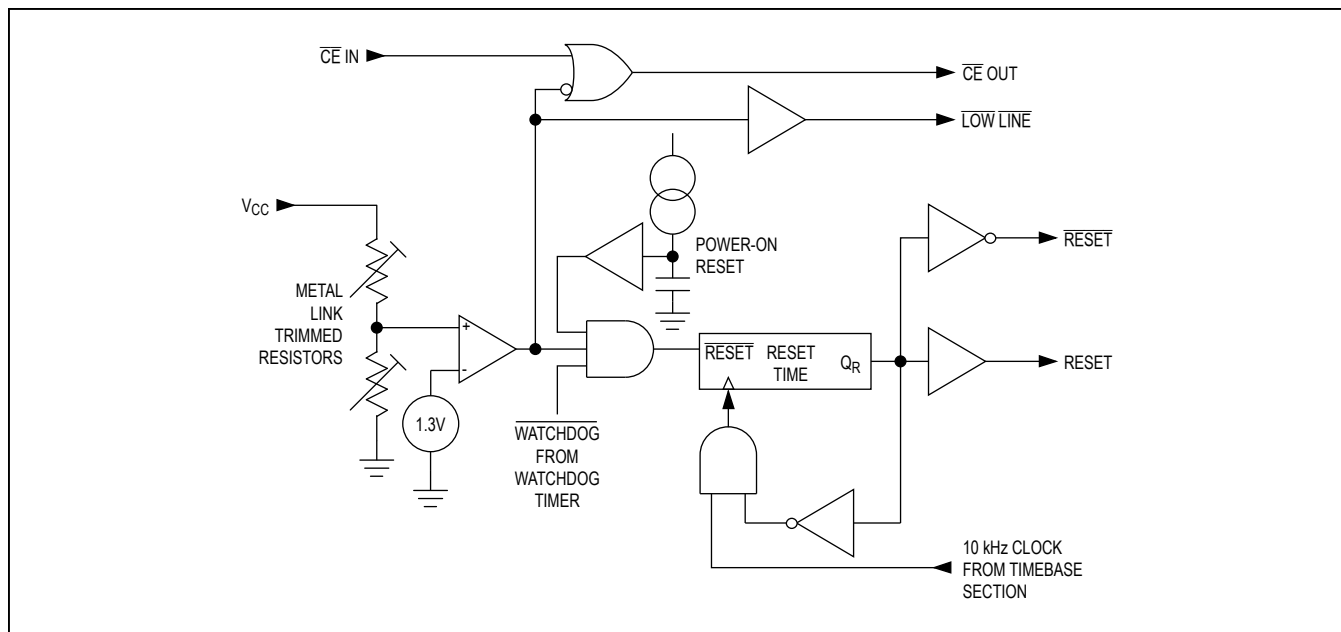 CE IN
CE OUT
LOW LINE
VCC
POWER-ON
RESET
RESET
METAL
LINK
TRIMMED
RESISTORS
+
-
1.3V
RESET RESET
TIME
QR
RESET
WATCHDOG
FROM
WATCHDOG
TIMER
10 kHz CLOCK
FROM TIMEBASE
SECTION